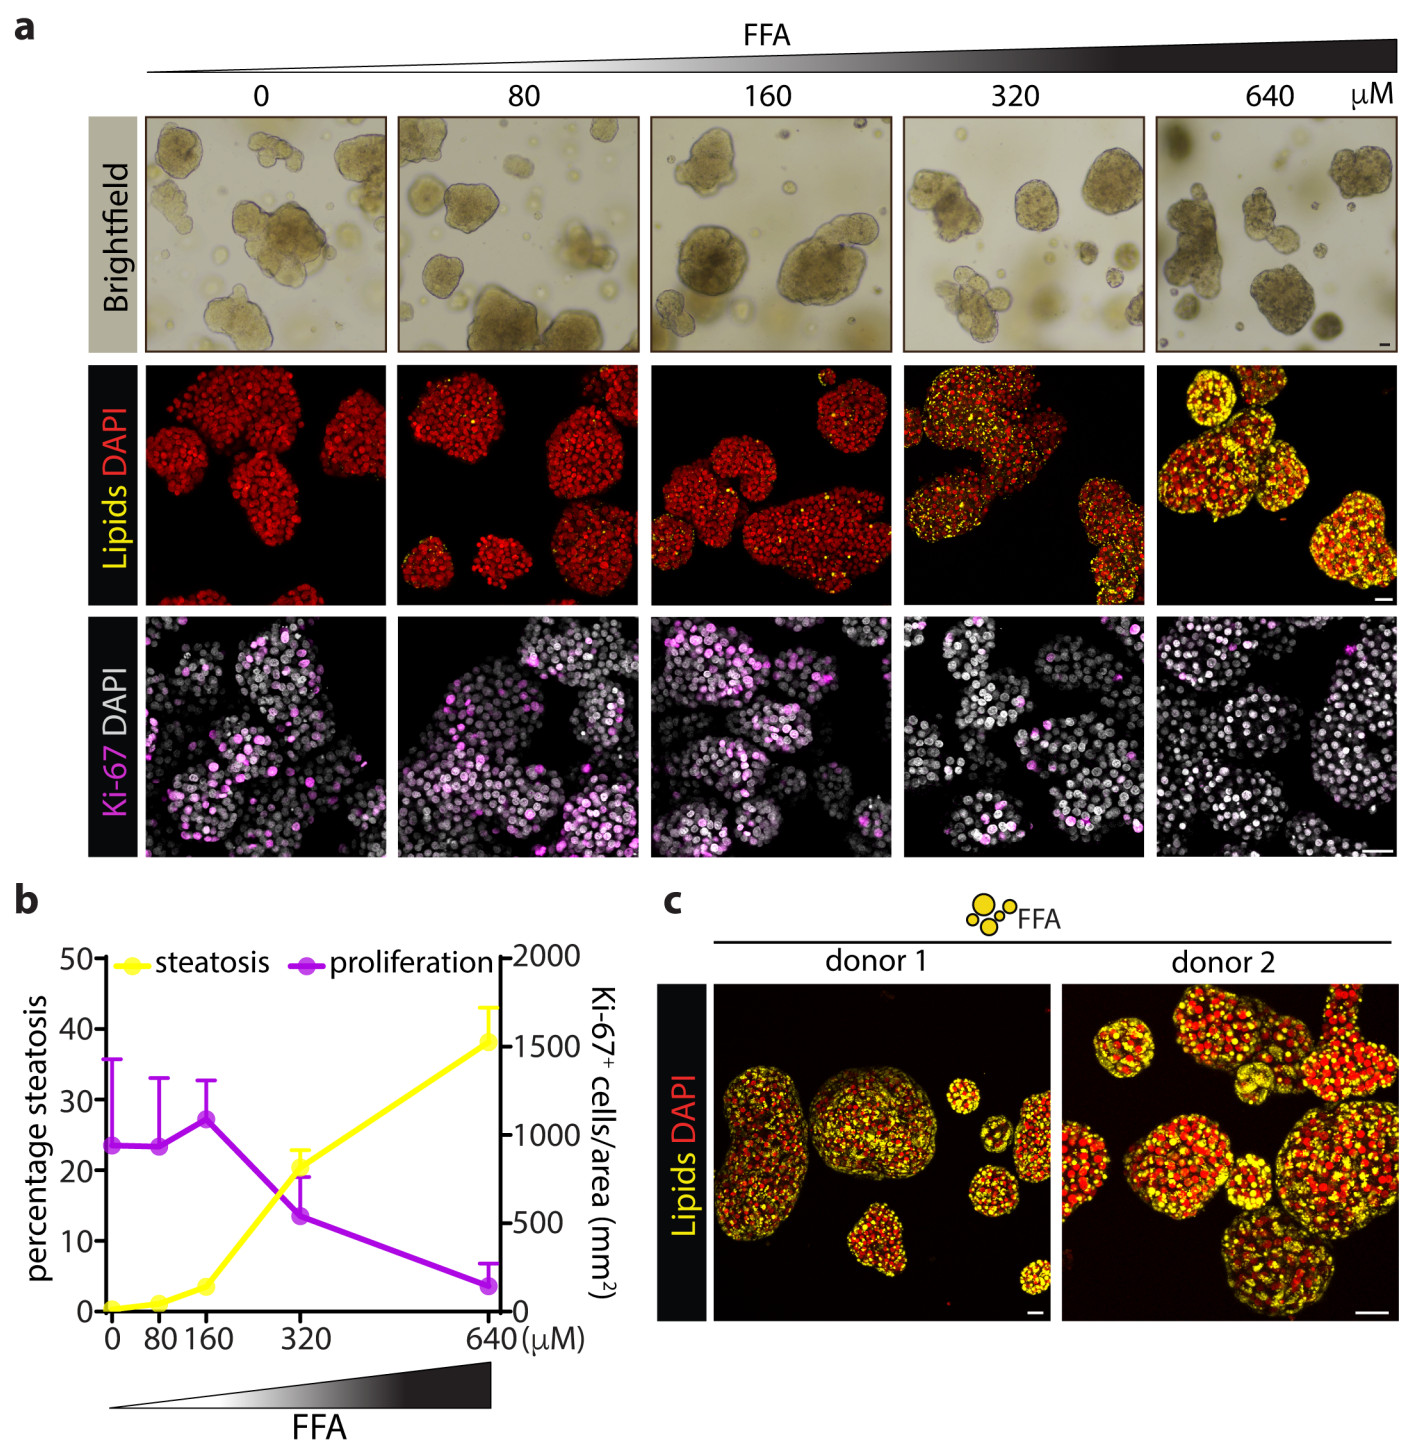 a
FFA
0 80 160 320 640 μM
Brightfield
Lipids DAPI
Ki-67 DAPI
b
steatosis proliferation
percentage steatosis
50
40
30
20
10
0
2000
1500
1000
500
0
Ki-67+ cells/area (mm2)
0 80 160 320 640 (μM)
FFA
c
FFA
donor 1 donor 2
Lipids DAPI